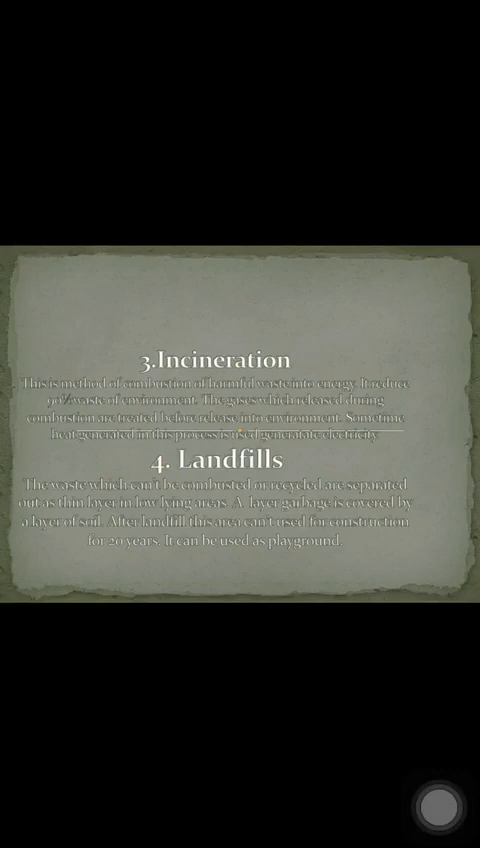 3.Incineration
. This is method of combustion of harmful waste into energy. It reduce
90% waste of environment. The gases which released during
combustion are treated before release into environment. Sometime
heat generated in this process is used generatate electricity
4. Landfills
The waste which can't be combusted or recycled are separated
out as thin layer in low lying areas. A layer garbage is covered by
a layer of soil. After landfill this area can't used for construction
for 20 years. It can be used as playground.